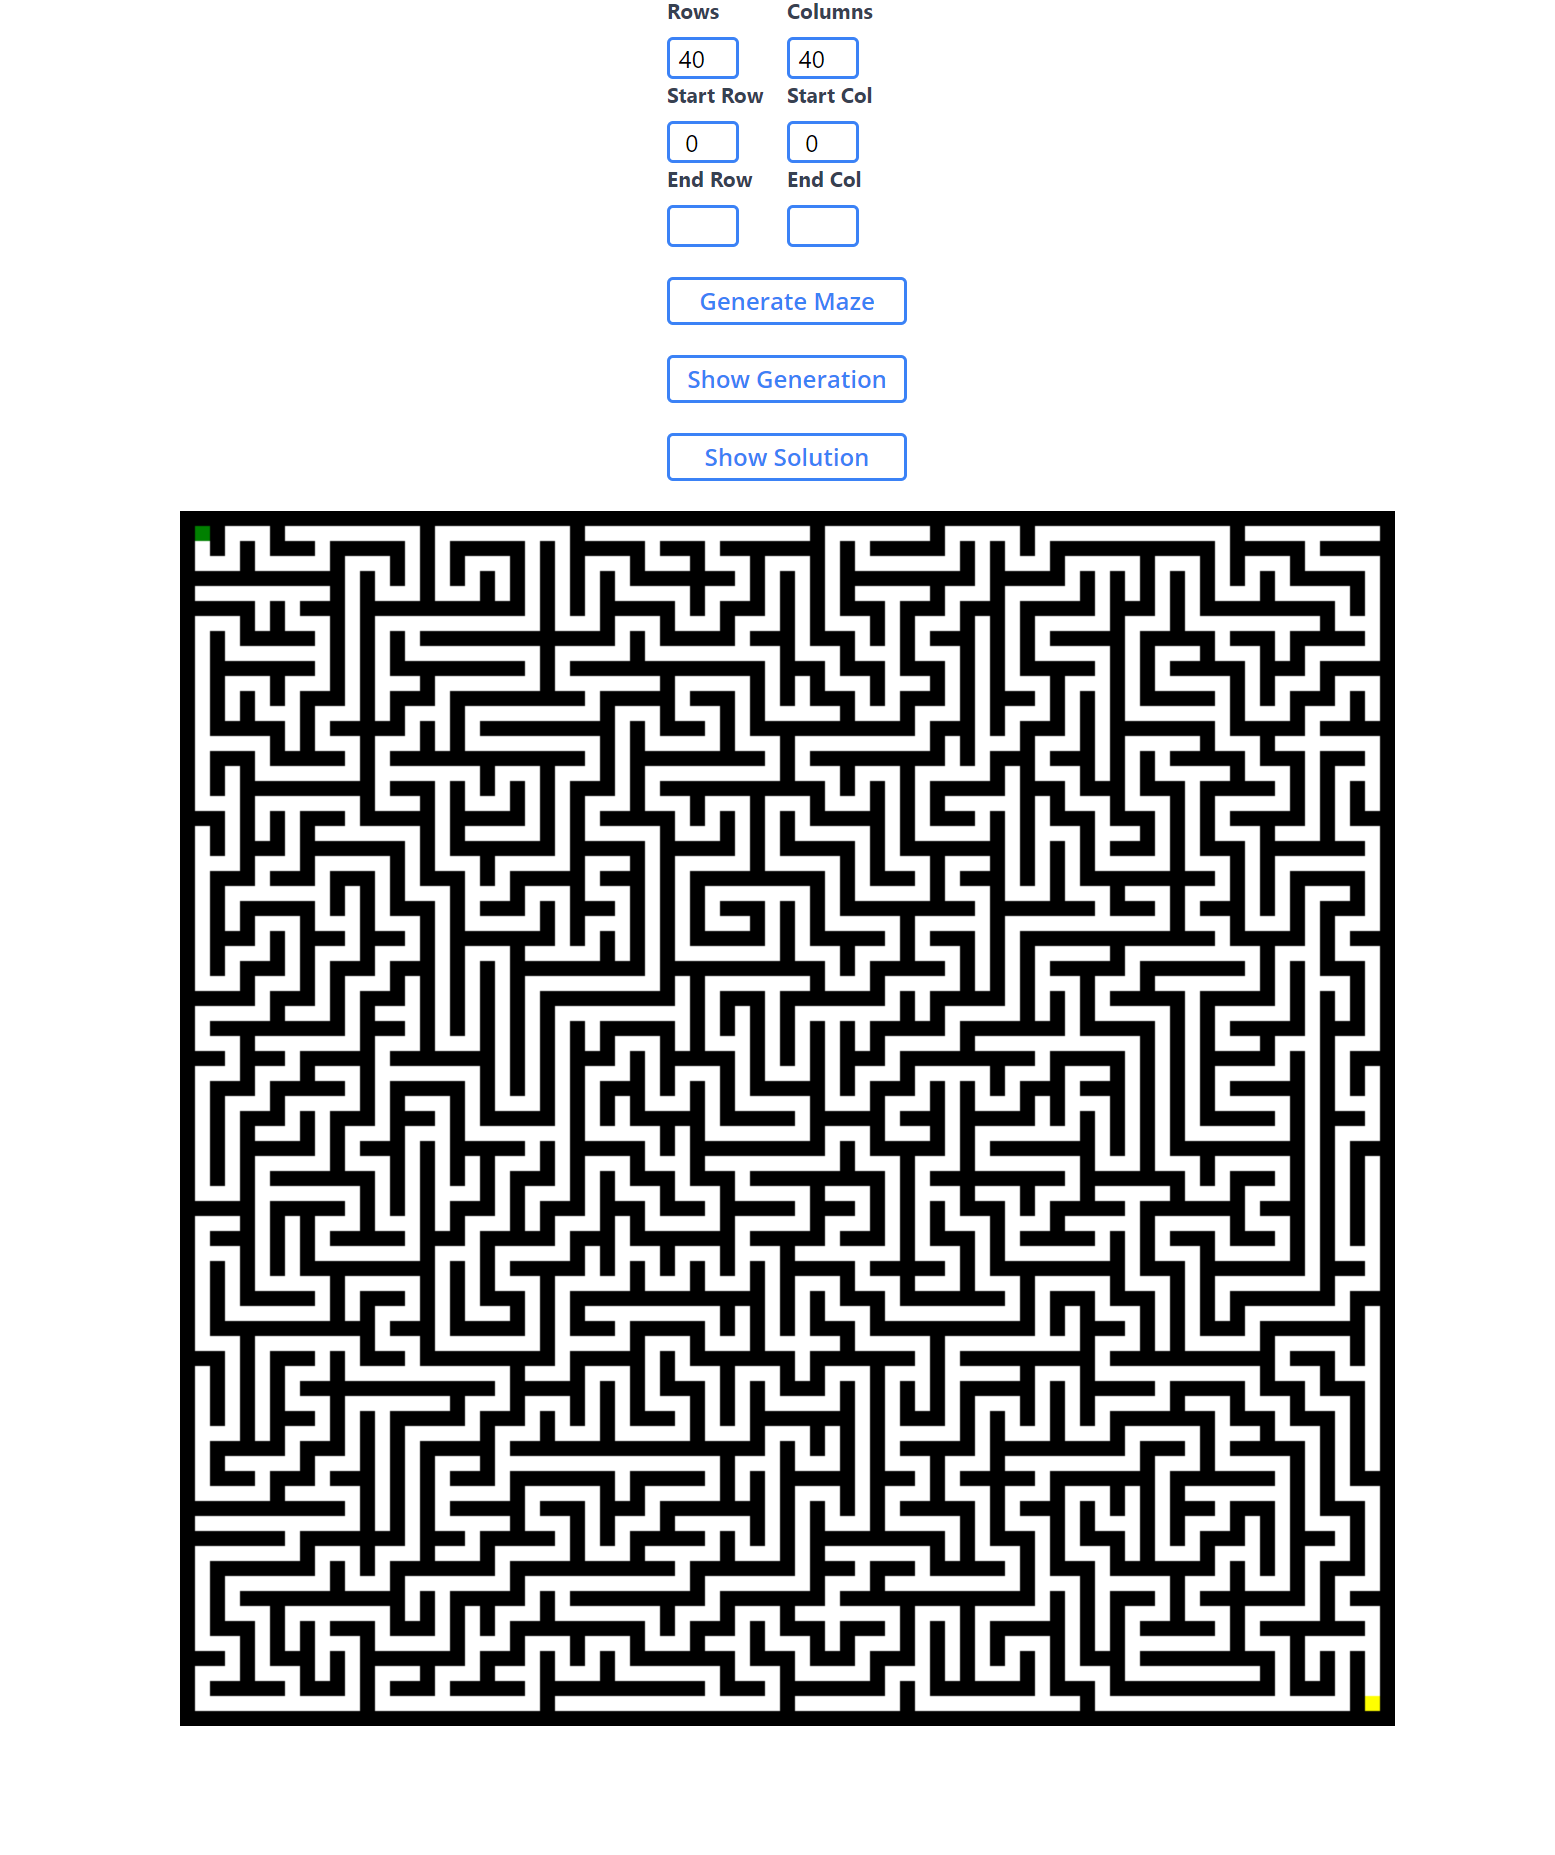 Rows Columns
40 40
Start Row Start Col
0 0
End Row End Col
Generate Maze
Show Generation
Show Solution